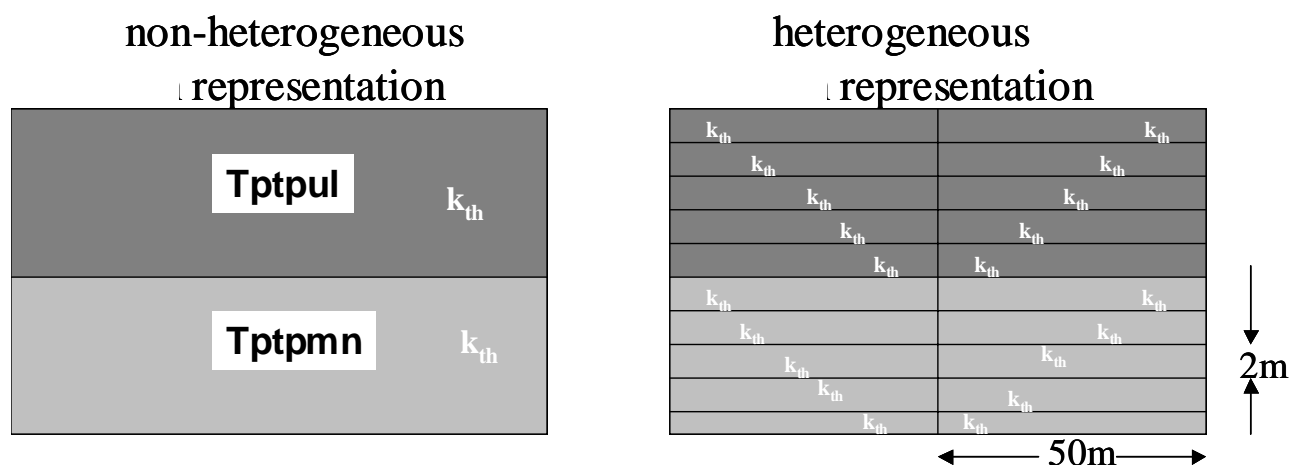 non-heterogeneous
representation
heterogeneous
representation
Tptpul
kth
Tptpmn
kth
kth kth
kth kth
kth kth
kth kth
kth kth
kth kth
kth kth
kth kth
kth kth
kth kth
2m
50m